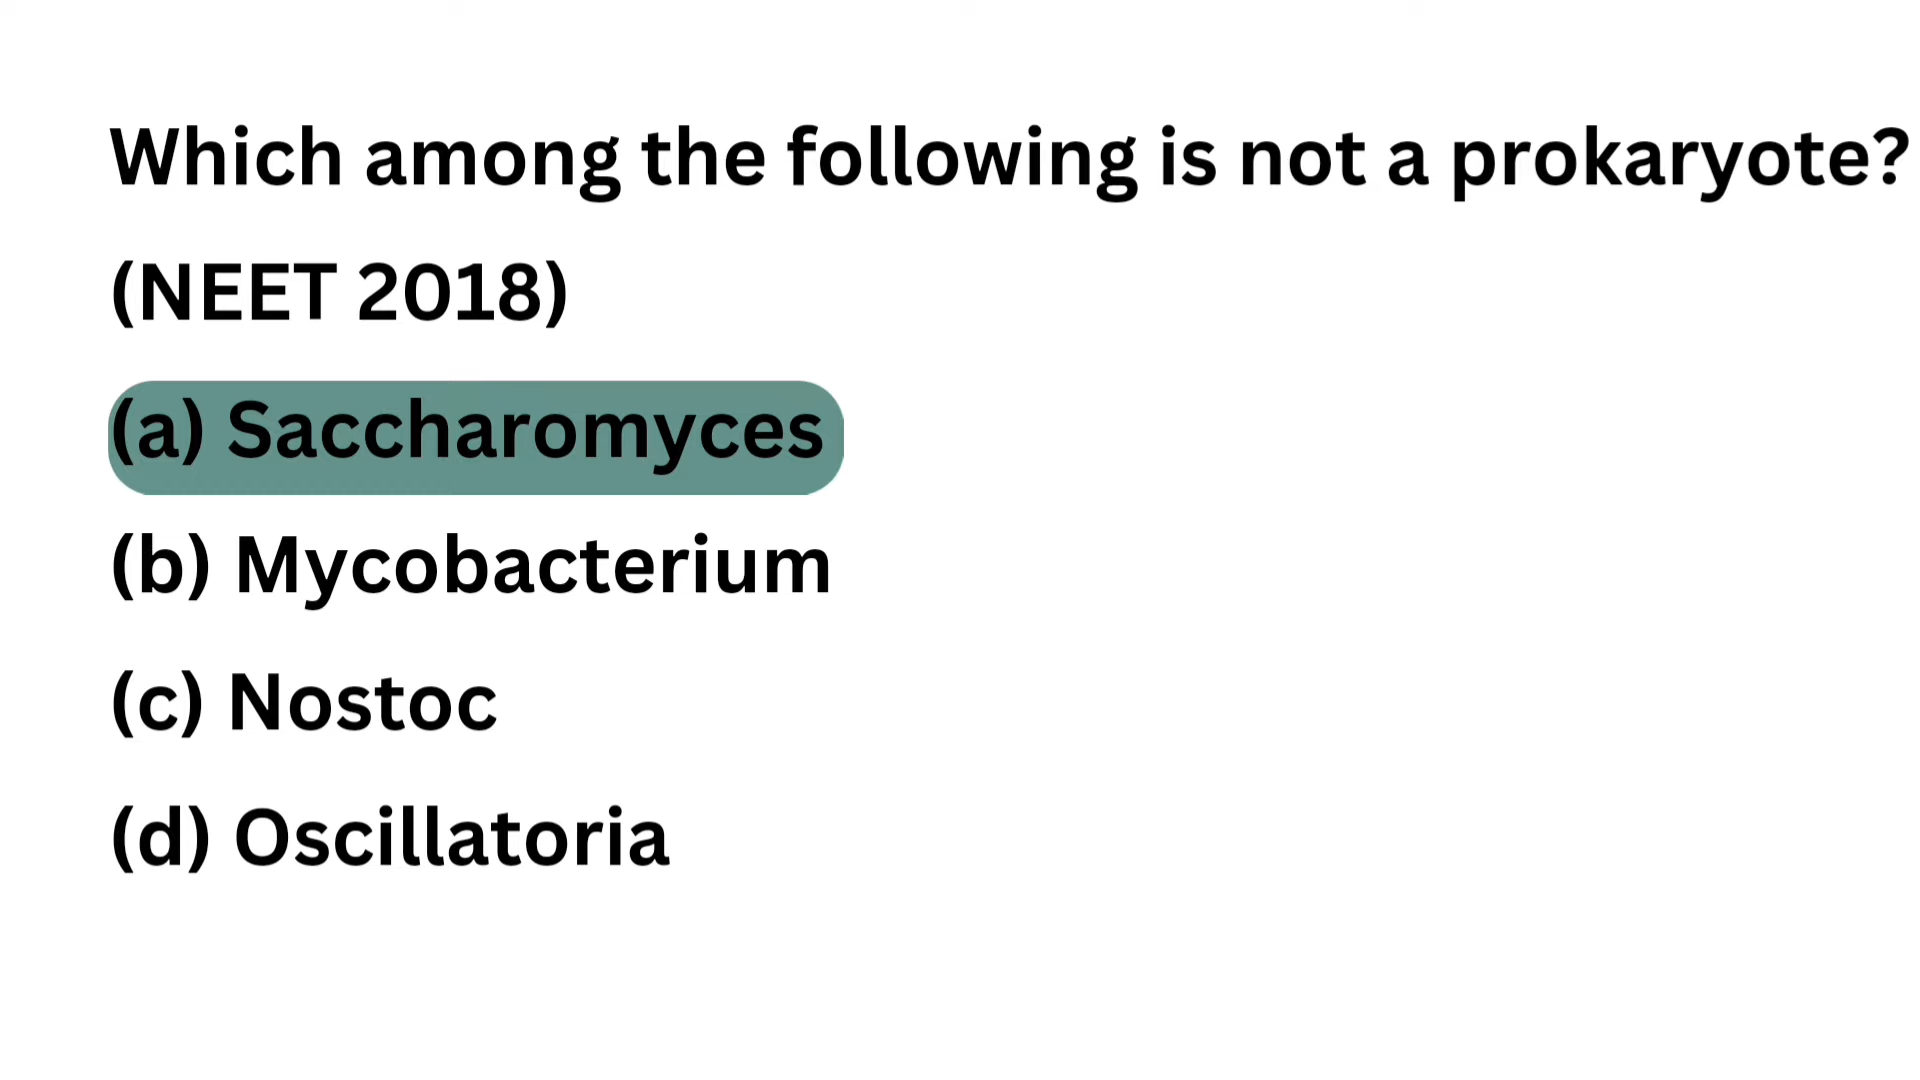 Which among the following is not a prokaryote?
(NEET 2018)
(a) Saccharomyces
(b) Mycobacterium
(c) Nostoc
(d) Oscillatoria